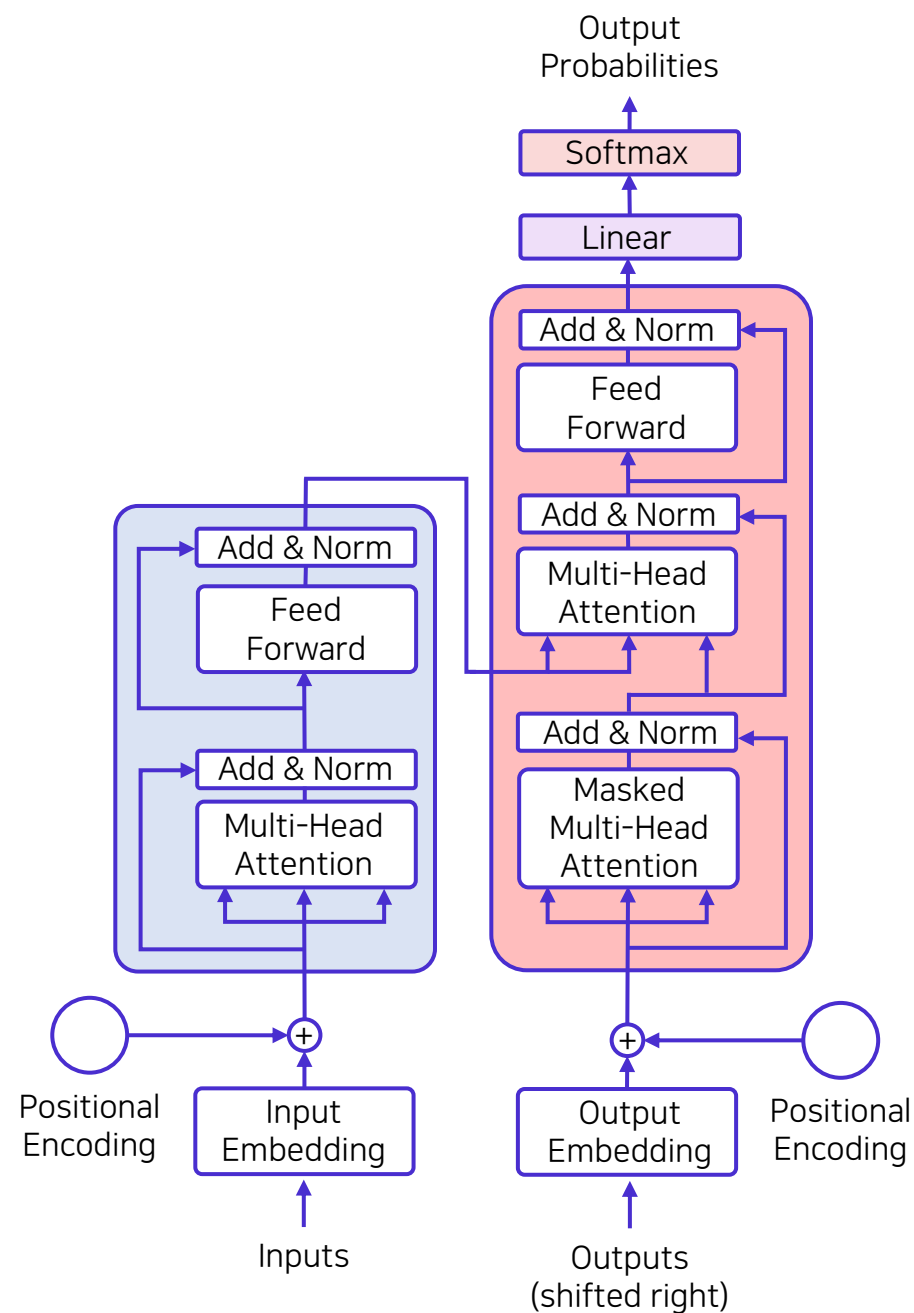 Output
Probabilities
Softmax
Linear
Add & Norm
Feed
Forward
Add & Norm
Multi-Head
Attention
Add & Norm
Masked
Multi-Head
Attention
Add & Norm
Feed
Forward
Add & Norm
Multi-Head
Attention
+
+
Positional
Encoding
Input
Embedding
Output
Embedding
Positional
Encoding
Inputs
Outputs
(shifted right)